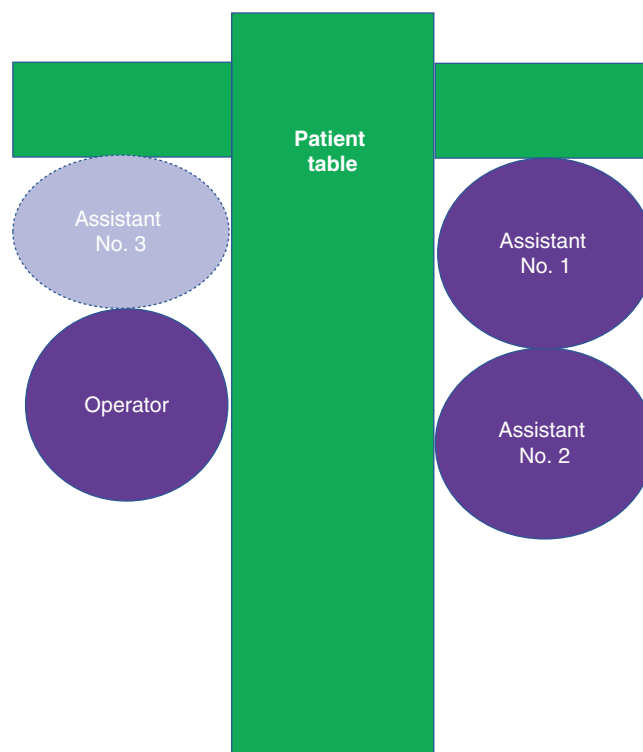 Patient
table
Assistant
No. 3
Assistant
No. 1
Operator
Assistant
No. 2